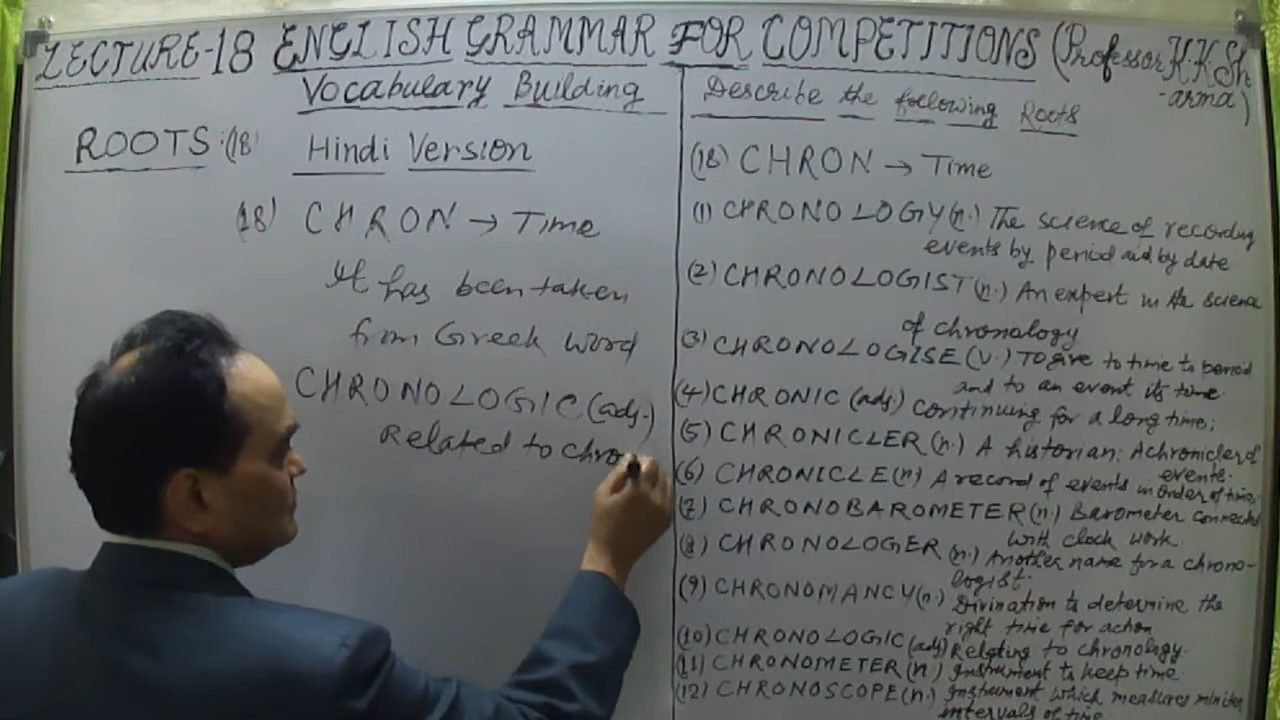 LECTURE-18 ENGLISH GRAMMAR FOR COMPETITIONS (Professor K.K.Sh
-arma)
Vocabulary Building
ROOTS:(18) Hindi Version
(18) CHRON → Time
It has been taken
from Greek word
CHRONOLOGIC (adj.)
Related to chro
Describe the following Roots
(18) CHRON → Time
(1) CHRONOLOGY (n.) The science of recording
events by period and by date
(2) CHRONOLOGIST (n.) An expert in the science
of chronalogy
(3) CHRONOLOGISE (v.) To give to time to period
and to an event its time
(4) CHRONIC (adj.) continuing for a long time;
(5) CHRONICLER (n.) A historian: A chronicler of
events.
(6) CHRONICLE (n) A record of events in order of time
(7) CHRONOBAROMETER (n.) Barometer connected
with clock work.
(8) CHRONOLOGER (n.) Another name for a chrono-
logist.
(9) CHRONOMANCY (n.) Divination to determine the
right time for action
(10) CHRONOLOGIC (adj) Relating to chronology.
(11) CHRONOMETER (n.) Instrument to keep time.
(12) CHRONOSCOPE (n.) Instrument which measures
intervals of time